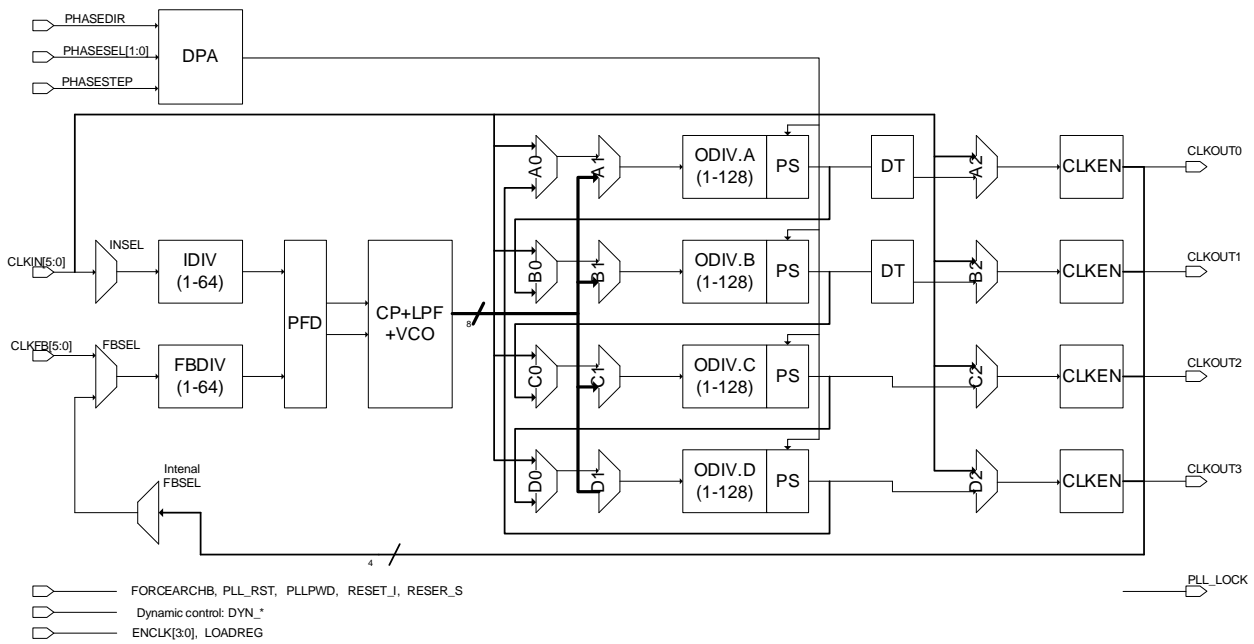 PHASEDIR
PHASESEL[1:0]
PHASESTEP
DPA
A0
A1
ODIV.A
(1-128)
PS
DT
A2
CLKEN
CLKOUT0
CLKIN[5:0]
INSEL
IDIV
(1-64)
B0
B1
ODIV.B
(1-128)
PS
DT
B2
CLKEN
CLKOUT1
PFD
CP+LPF
+VCO
8
CLKFB[5:0]
FBSEL
FBDIV
(1-64)
C0
C1
ODIV.C
(1-128)
PS
C2
CLKEN
CLKOUT2
Intenal
FBSEL
D0
D1
ODIV.D
(1-128)
PS
D2
CLKEN
CLKOUT3
4
FORCEARCHB, PLL_RST, PLLPWD, RESET_I, RESER_S
Dynamic control: DYN_*
ENCLK[3:0], LOADREG
PLL_LOCK